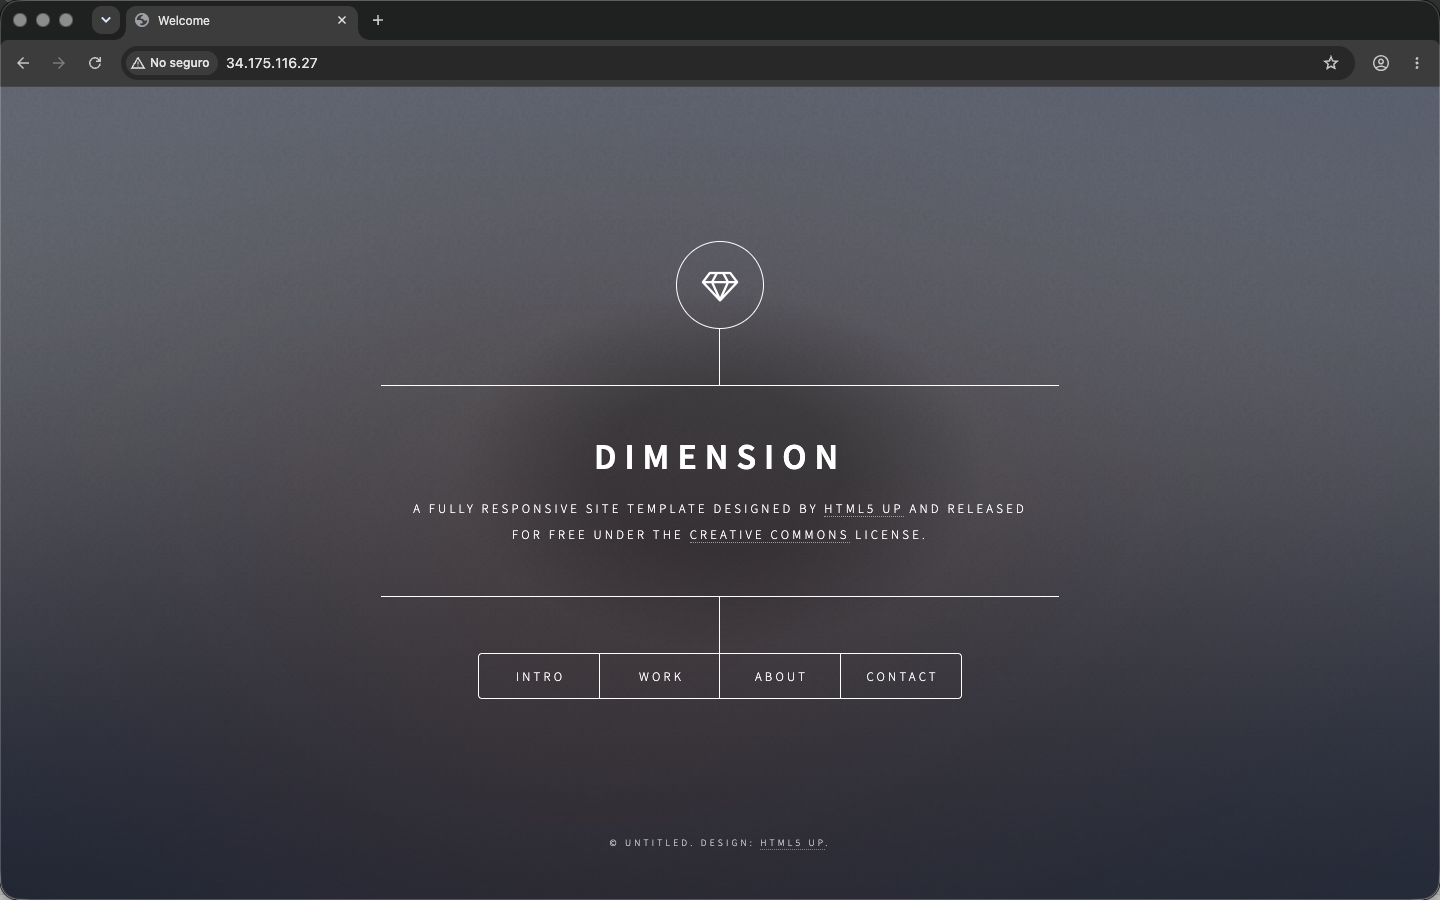 Welcome
No seguro
34.175.116.27
DIMENSION
A FULLY RESPONSIVE SITE TEMPLATE DESIGNED BY HTML5 UP AND RELEASED
FOR FREE UNDER THE CREATIVE COMMONS LICENSE.
INTRO WORK ABOUT CONTACT
© UNTITLED. DESIGN: HTML5 UP.